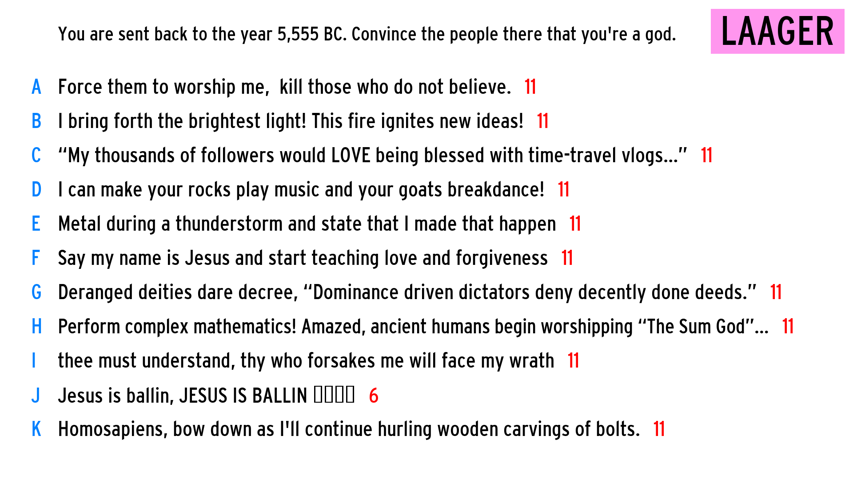 You are sent back to the year 5,555 BC. Convince the people there that you're a god.
LAAGER
A Force them to worship me, kill those who do not believe. 11
B I bring forth the brightest light! This fire ignites new ideas! 11
C “My thousands of followers would LOVE being blessed with time-travel vlogs...” 11
D I can make your rocks play music and your goats breakdance! 11
E Metal during a thunderstorm and state that I made that happen 11
F Say my name is Jesus and start teaching love and forgiveness 11
G Deranged deities dare decree, “Dominance driven dictators deny decently done deeds.” 11
H Perform complex mathematics! Amazed, ancient humans begin worshipping “The Sum God”... 11
I thee must understand, thy who forsakes me will face my wrath 11
J Jesus is ballin, JESUS IS BALLIN 6
K Homosapiens, bow down as I'll continue hurling wooden carvings of bolts. 11